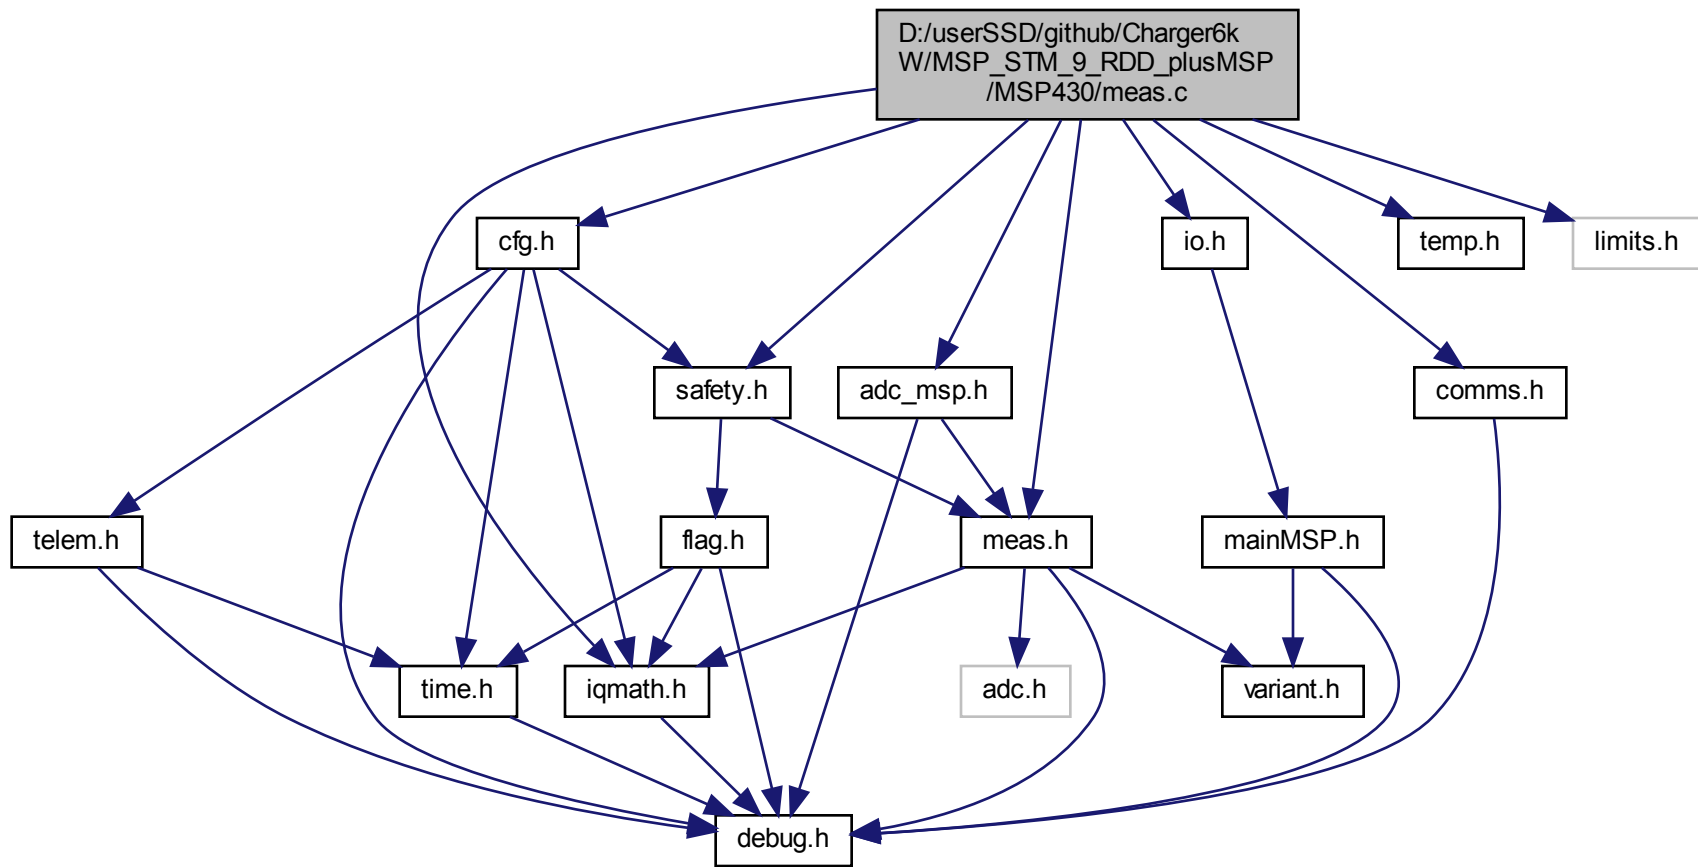 D:/userSSD/github/Charger6k
W/MSP_STM_9_RDD_plusMSP
/MSP430/meas.c
cfg.h
io.h
temp.h
limits.h
safety.h
adc_msp.h
comms.h
telem.h
flag.h
meas.h
mainMSP.h
time.h
iqmath.h
adc.h
variant.h
debug.h